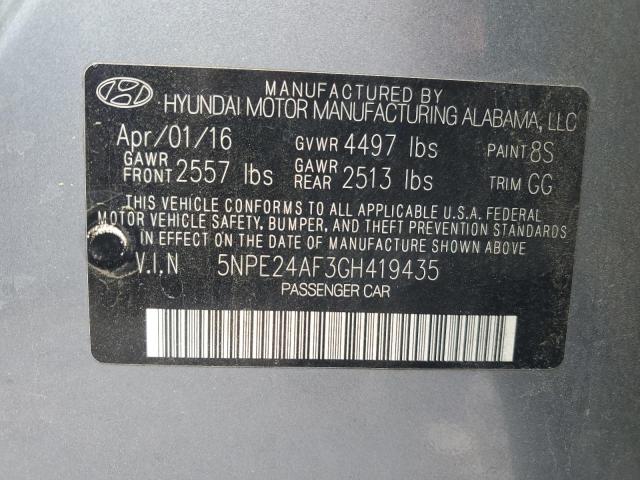 MANUFACTURED BY
HYUNDAI MOTOR MANUFACTURING ALABAMA, LLC
Apr/01/16 GVWR 4497 lbs PAINT 8S
GAWR FRONT 2557 lbs GAWR REAR 2513 lbs TRIM GG
THIS VEHICLE CONFORMS TO ALL APPLICABLE U.S.A. FEDERAL
MOTOR VEHICLE SAFETY, BUMPER, AND THEFT PREVENTION STANDARDS
IN EFFECT ON THE DATE OF MANUFACTURE SHOWN ABOVE.
V.I.N 5NPE24AF3GH419435
PASSENGER CAR